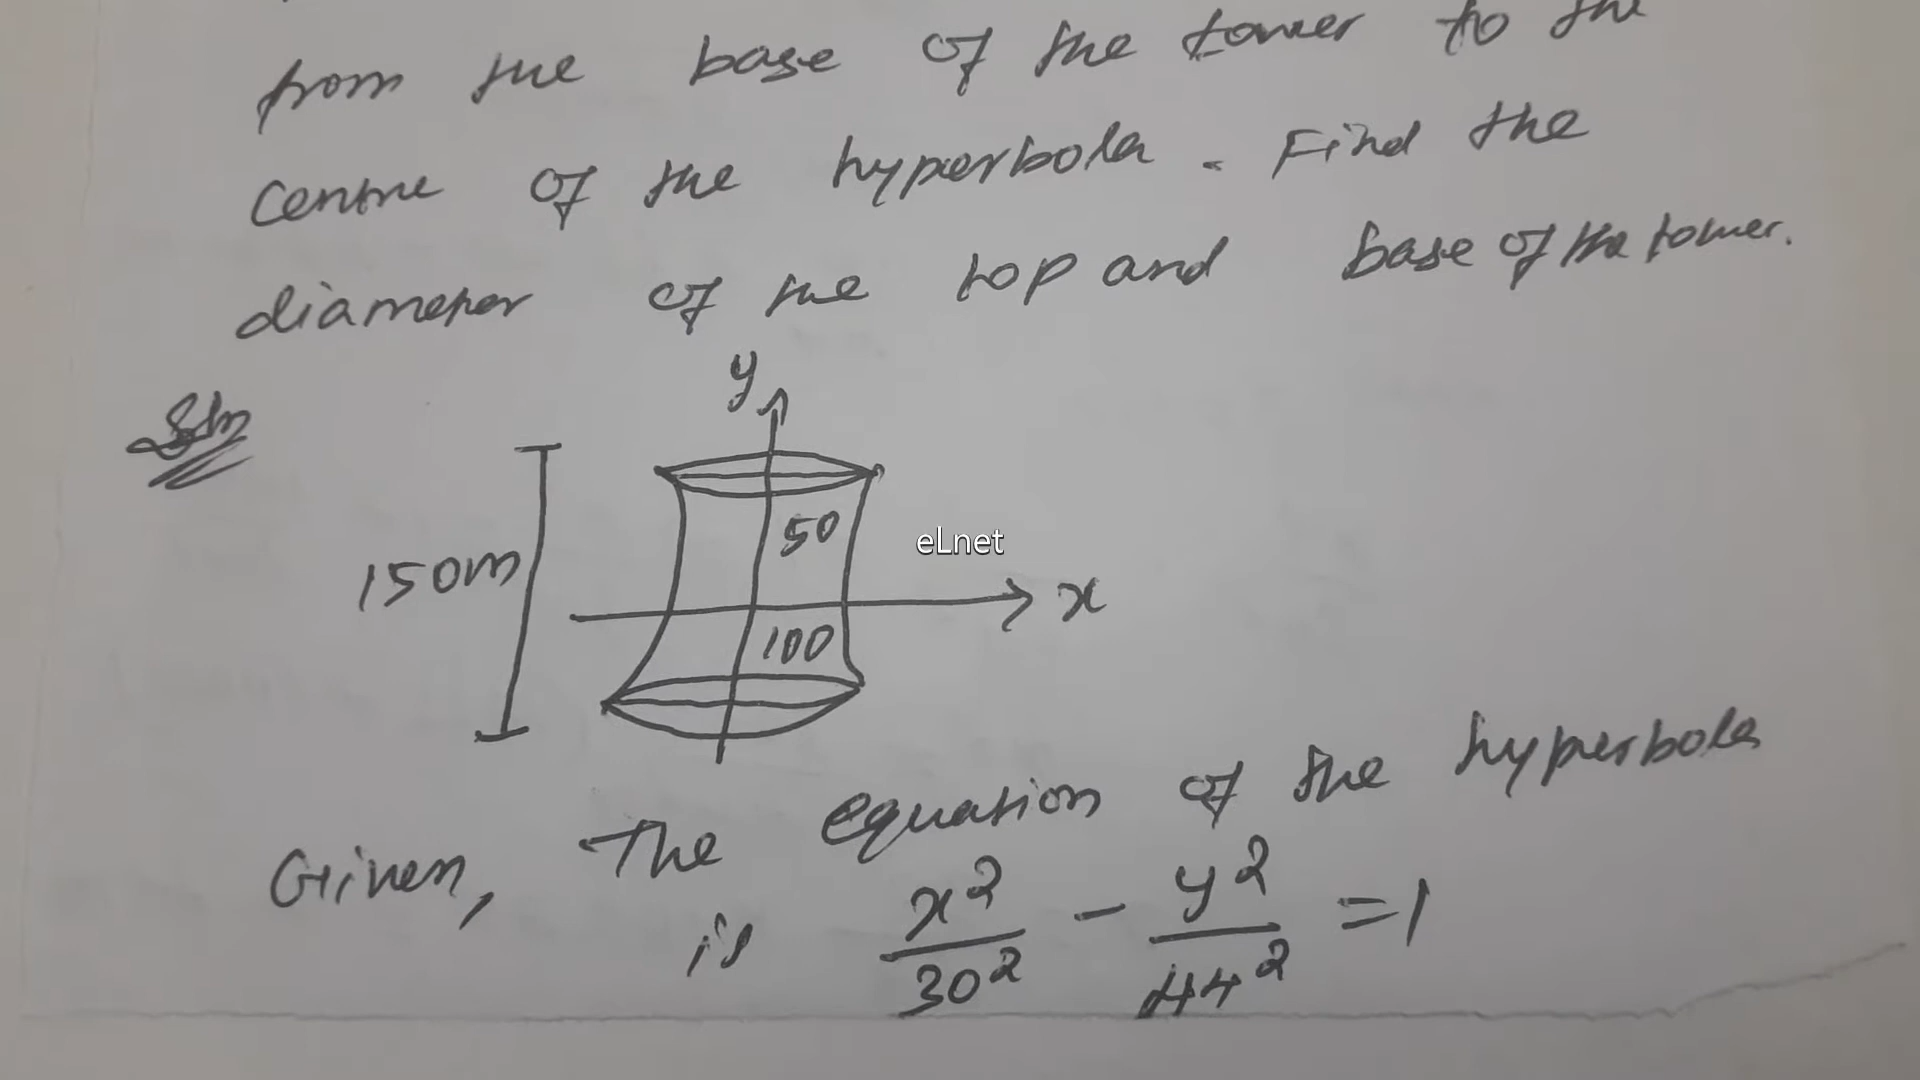 from the base of the tower to the
centre of the hyperbola. Find the
diameter of the top and base of the tower.
Soln
y
50
eLnet
150m
x
100
Given, The equation of the hyperbola
is x²/30² - y²/44² = 1